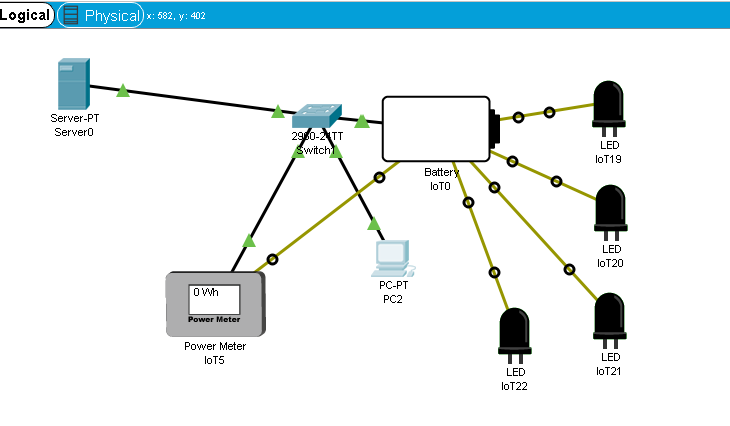 Logical
Physical
x: 582, y: 402
Server-PT
Server0
2960-24TT
Switch1
Battery
IoT0
LED
IoT19
LED
IoT20
PC-PT
PC2
0 Wh
Power Meter
Power Meter
IoT5
LED
IoT21
LED
IoT22